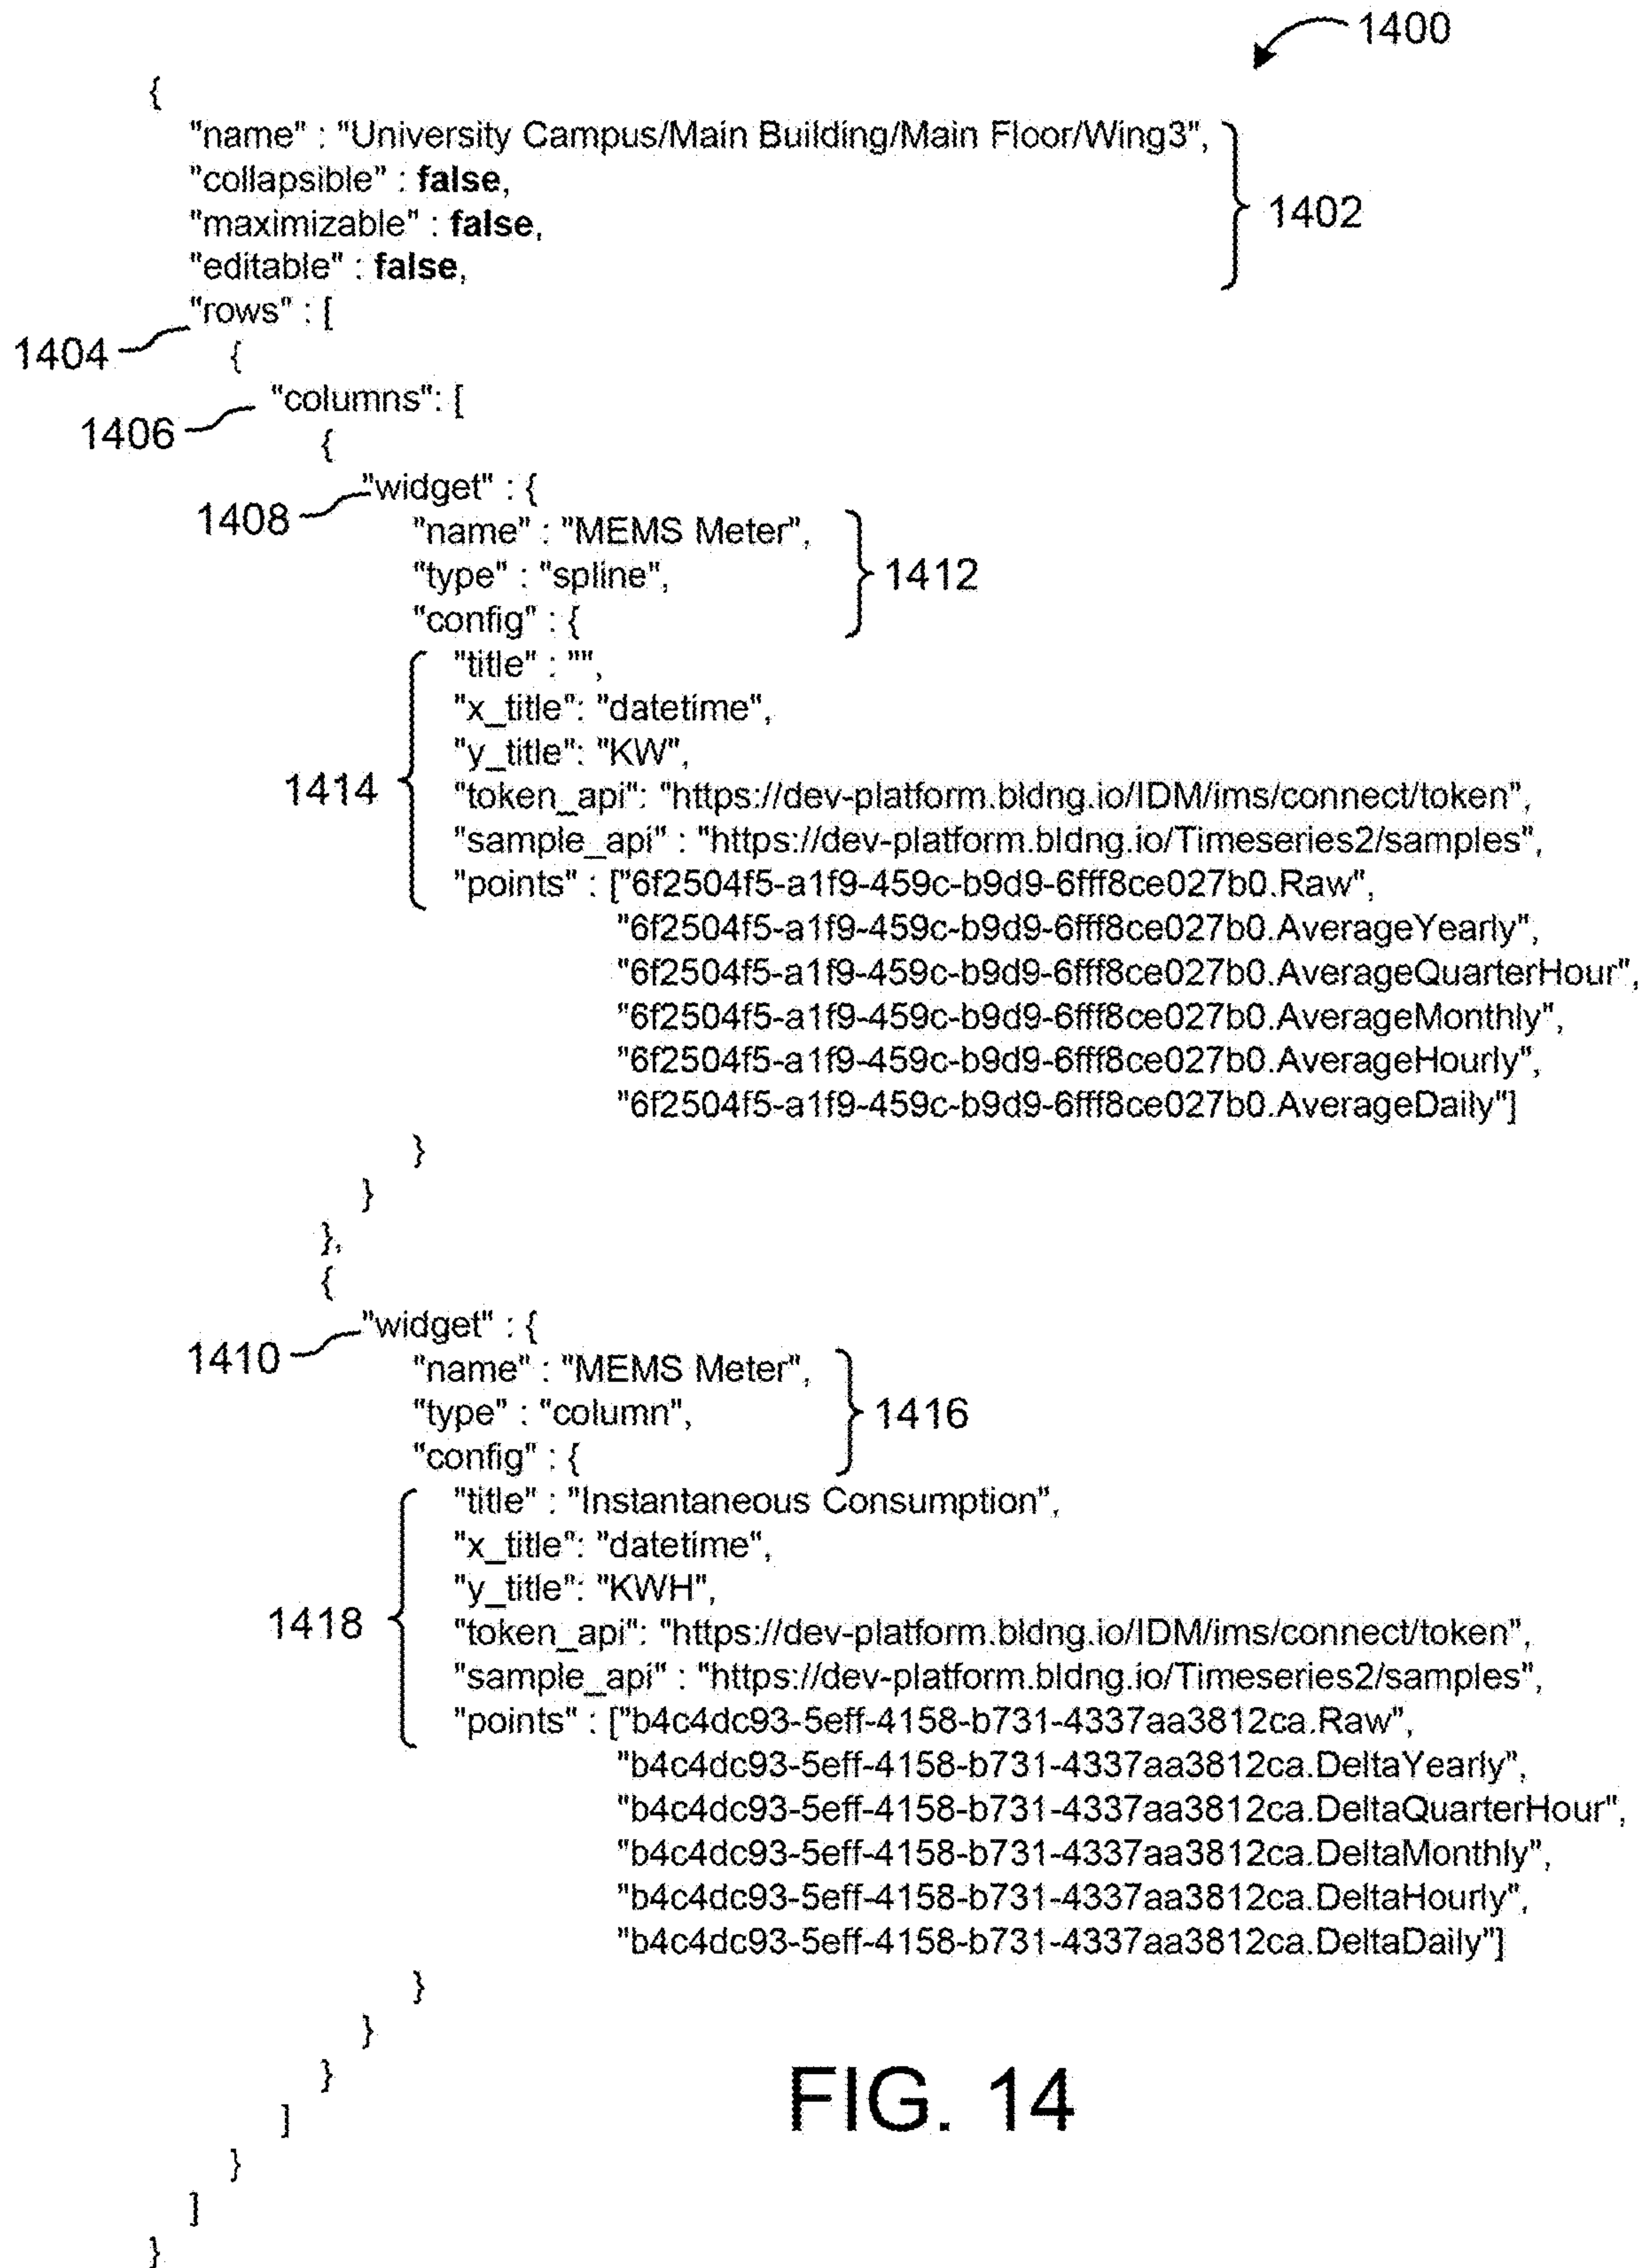 1400
{
"name" : "University Campus/Main Building/Main Floor/Wing3",
"collapsible" : false,
"maximizable" : false,
1402
"editable" : false,
"rows" : [
1404
{
"columns": [
1406
{
"widget" : {
1408
"name" : "MEMS Meter",
"type" : "spline",
1412
"config" : {
"title" : "",
"x_title": "datetime",
"y_title": "KW",
1414
"token_api": "https://dev-platform.bldng.io/IDM/ims/connect/token",
"sample_api" : "https://dev-platform.bldng.io/Timeseries2/samples",
"points" : ["6f2504f5-a1f9-459c-b9d9-6fff8ce027b0.Raw",
"6f2504f5-a1f9-459c-b9d9-6fff8ce027b0.AverageYearly",
"6f2504f5-a1f9-459c-b9d9-6fff8ce027b0.AverageQuarterHour",
"6f2504f5-a1f9-459c-b9d9-6fff8ce027b0.AverageMonthly",
"6f2504f5-a1f9-459c-b9d9-6fff8ce027b0.AverageHourly",
"6f2504f5-a1f9-459c-b9d9-6fff8ce027b0.AverageDaily"]
}
}
},
{
"widget" : {
1410
"name" : "MEMS Meter",
"type" : "column",
1416
"config" : {
"title" : "Instantaneous Consumption",
"x_title": "datetime",
"y_title": "KWH",
1418
"token_api": "https://dev-platform.bldng.io/IDM/ims/connect/token",
"sample_api" : "https://dev-platform.bldng.io/Timeseries2/samples",
"points" : ["b4c4dc93-5eff-4158-b731-4337aa3812ca.Raw",
"b4c4dc93-5eff-4158-b731-4337aa3812ca.DeltaYearly",
"b4c4dc93-5eff-4158-b731-4337aa3812ca.DeltaQuarterHour",
"b4c4dc93-5eff-4158-b731-4337aa3812ca.DeltaMonthly",
"b4c4dc93-5eff-4158-b731-4337aa3812ca.DeltaHourly",
"b4c4dc93-5eff-4158-b731-4337aa3812ca.DeltaDaily"]
}
}
}
]
}
]
}
FIG. 14